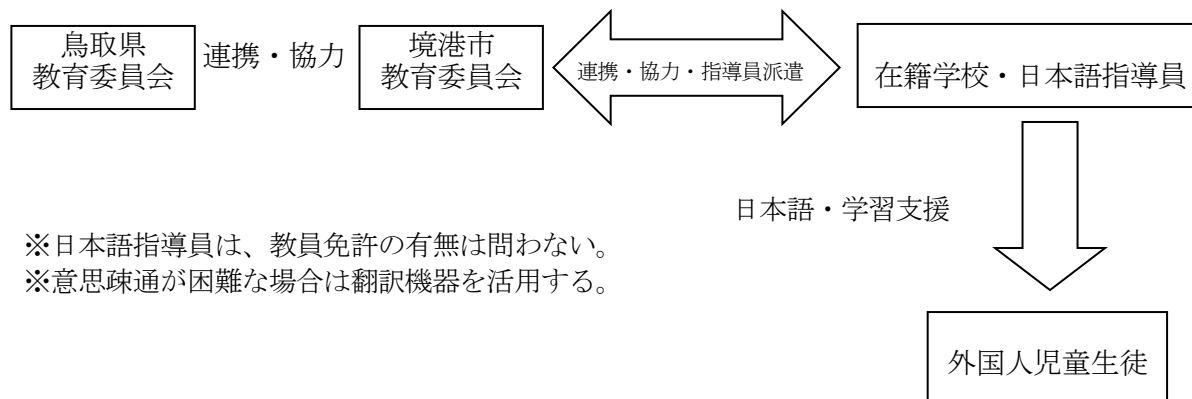 鳥取県
教育委員会
連携・協力
境港市
教育委員会
連携・協力・指導員派遣
在籍学校・日本語指導員
日本語・学習支援
※日本語指導員は、教員免許の有無は問わない。
※意思疎通が困難な場合は翻訳機器を活用する。
外国人児童生徒